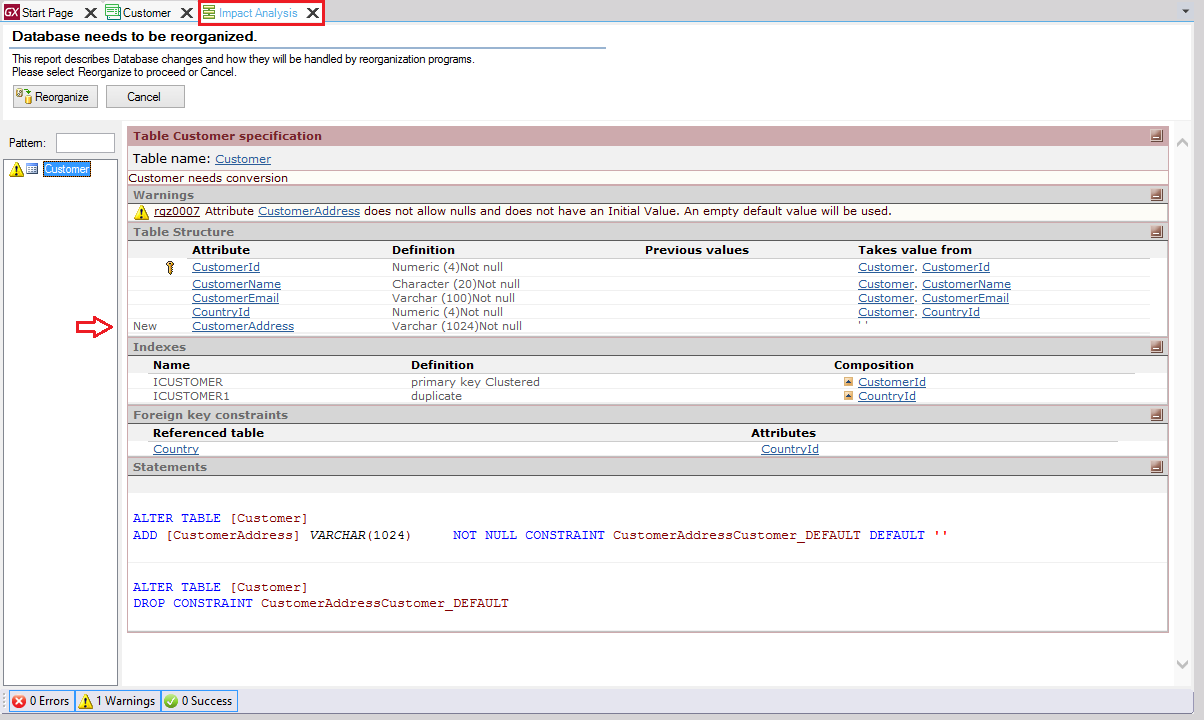 GX Start Page Customer Impact Analysis
Database needs to be reorganized.
This report describes Database changes and how they will be handled by reorganization programs.
Please select Reorganize to proceed or Cancel.
Reorganize Cancel
Pattern:
Customer
Table Customer specification
Table name: Customer
Customer needs conversion
Warnings
rgz0007 Attribute CustomerAddress does not allow nulls and does not have an Initial Value. An empty default value will be used.
Table Structure
Attribute Definition Previous values Takes value from
CustomerId Numeric (4)Not null Customer. CustomerId
CustomerName Character (20)Not null Customer. CustomerName
CustomerEmail Varchar (100)Not null Customer. CustomerEmail
CountryId Numeric (4)Not null Customer. CountryId
New CustomerAddress Varchar (1024)Not null ' '
Indexes
Name Definition Composition
ICUSTOMER primary key Clustered CustomerId
ICUSTOMER1 duplicate CountryId
Foreign key constraints
Referenced table Attributes
Country CountryId
Statements
ALTER TABLE [Customer]
ADD [CustomerAddress] VARCHAR(1024) NOT NULL CONSTRAINT CustomerAddressCustomer_DEFAULT DEFAULT ''
ALTER TABLE [Customer]
DROP CONSTRAINT CustomerAddressCustomer_DEFAULT
0 Errors 1 Warnings 0 Success